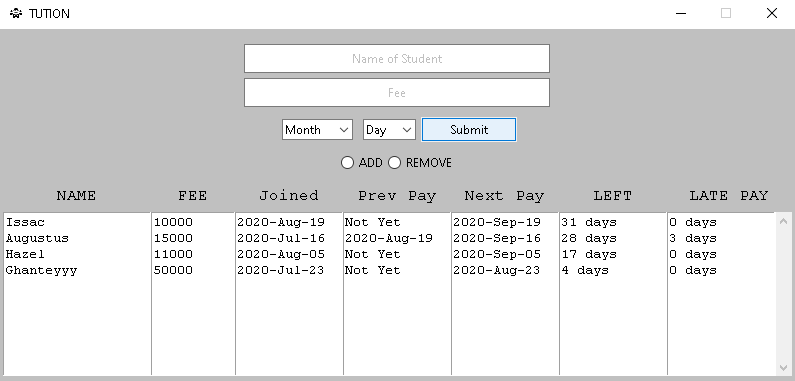 TUTION
Name of Student
Fee
Month Day Submit
ADD REMOVE
NAME FEE Joined Prev Pay Next Pay LEFT LATE PAY
Issac 10000 2020-Aug-19 Not Yet 2020-Sep-19 31 days 0 days
Augustus 15000 2020-Jul-16 2020-Aug-19 2020-Sep-16 28 days 3 days
Hazel 11000 2020-Aug-05 Not Yet 2020-Sep-05 17 days 0 days
Ghanteyyy 50000 2020-Jul-23 Not Yet 2020-Aug-23 4 days 0 days